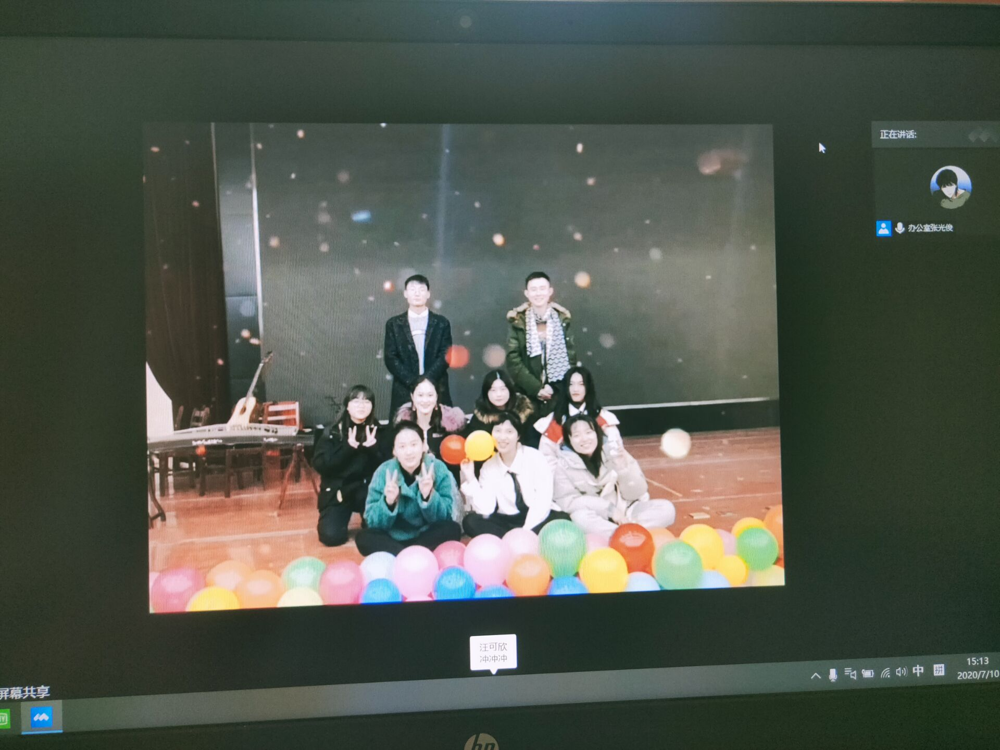 正在讲话:
办公室张光俊
汪可欣
冲冲冲
中
拼
15:13
2020/7/10
屏幕共享
hp